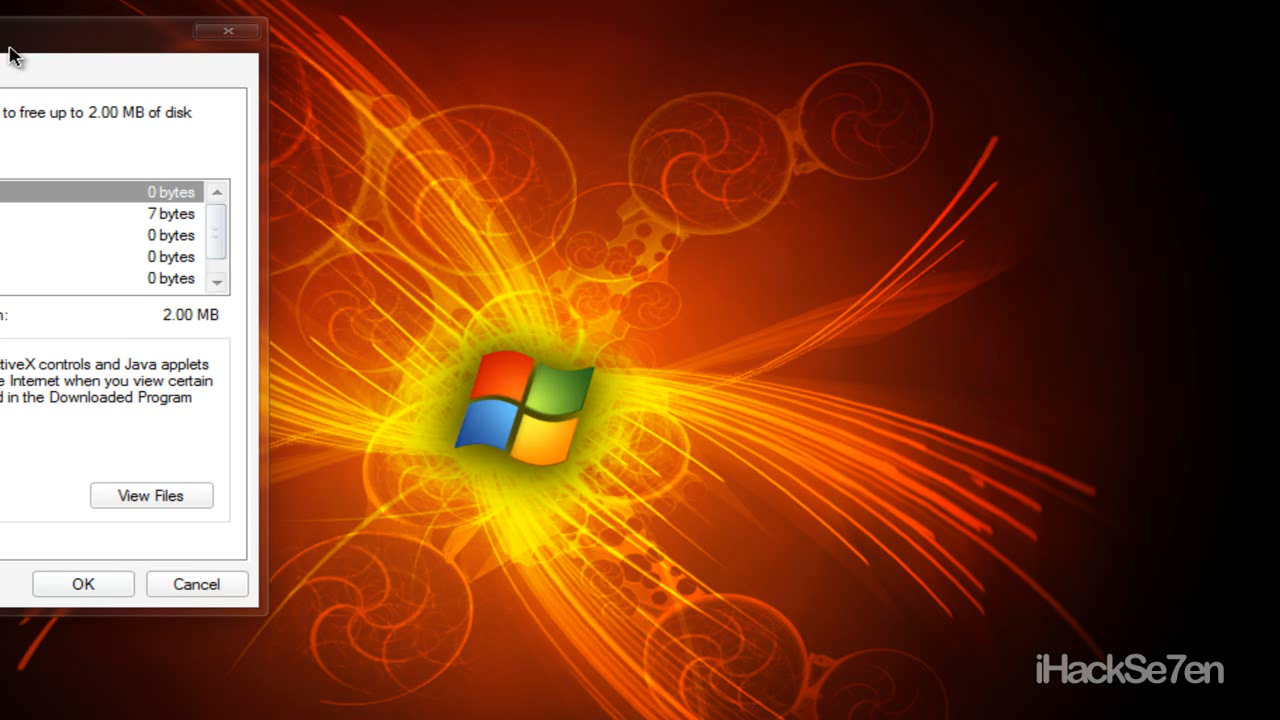 to free up to 2.00 MB of disk
0 bytes
7 bytes
0 bytes
0 bytes
0 bytes
n: 2.00 MB
tiveX controls and Java applets
e Internet when you view certain
d in the Downloaded Program
View Files
OK Cancel
iHackSe7en